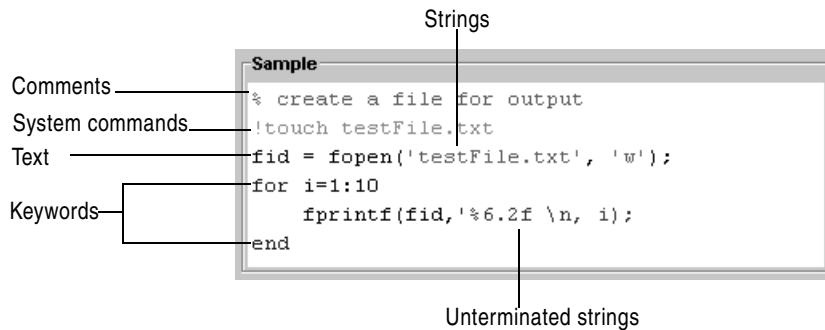 Strings
Sample
Comments
% create a file for output
System commands
!touch testFile.txt
Text
fid = fopen('testFile.txt', 'w');
for i=1:10
Keywords
fprintf(fid,'%6.2f \n, i);
end
Unterminated strings